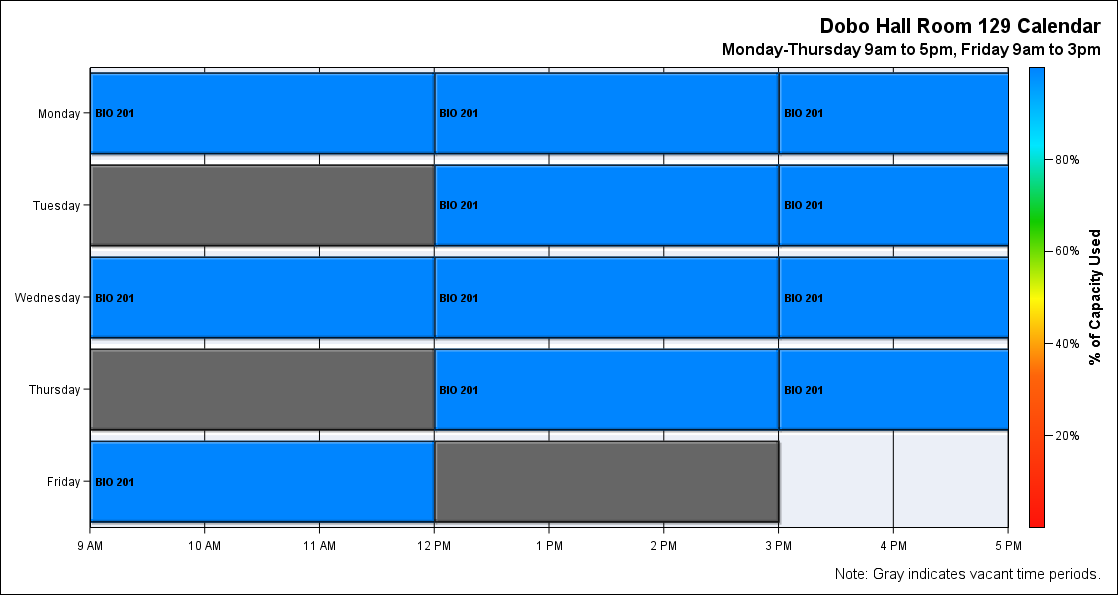 Dobo Hall Room 129 Calendar
Monday-Thursday 9am to 5pm, Friday 9am to 3pm
Monday
BIO 201 BIO 201 BIO 201
Tuesday
BIO 201 BIO 201
Wednesday
BIO 201 BIO 201 BIO 201
Thursday
BIO 201 BIO 201
Friday
BIO 201
9 AM 10 AM 11 AM 12 PM 1 PM 2 PM 3 PM 4 PM 5 PM
80%
60%
40%
20%
% of Capacity Used
Note: Gray indicates vacant time periods.